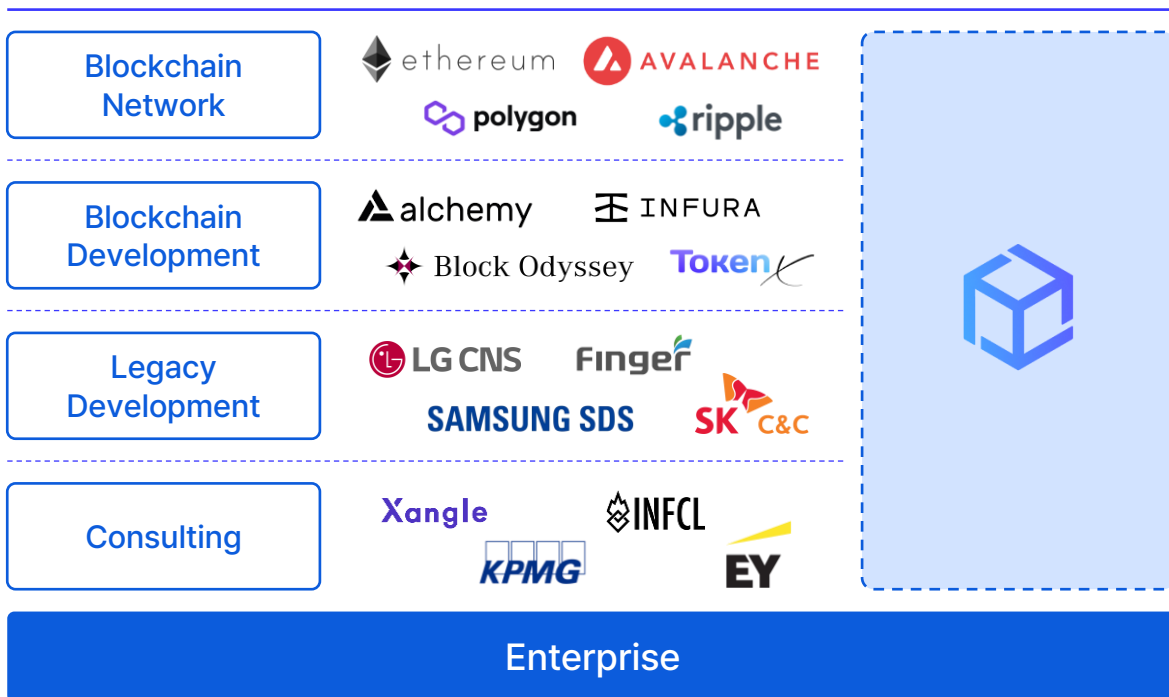 Blockchain
Network
ethereum
AVALANCHE
polygon
ripple
Blockchain
Development
alchemy
INFURA
Block Odyssey
Token X
Legacy
Development
LG CNS
Finger
SAMSUNG SDS
SK C&C
Consulting
Xangle
INFCL
KPMG
EY
Enterprise